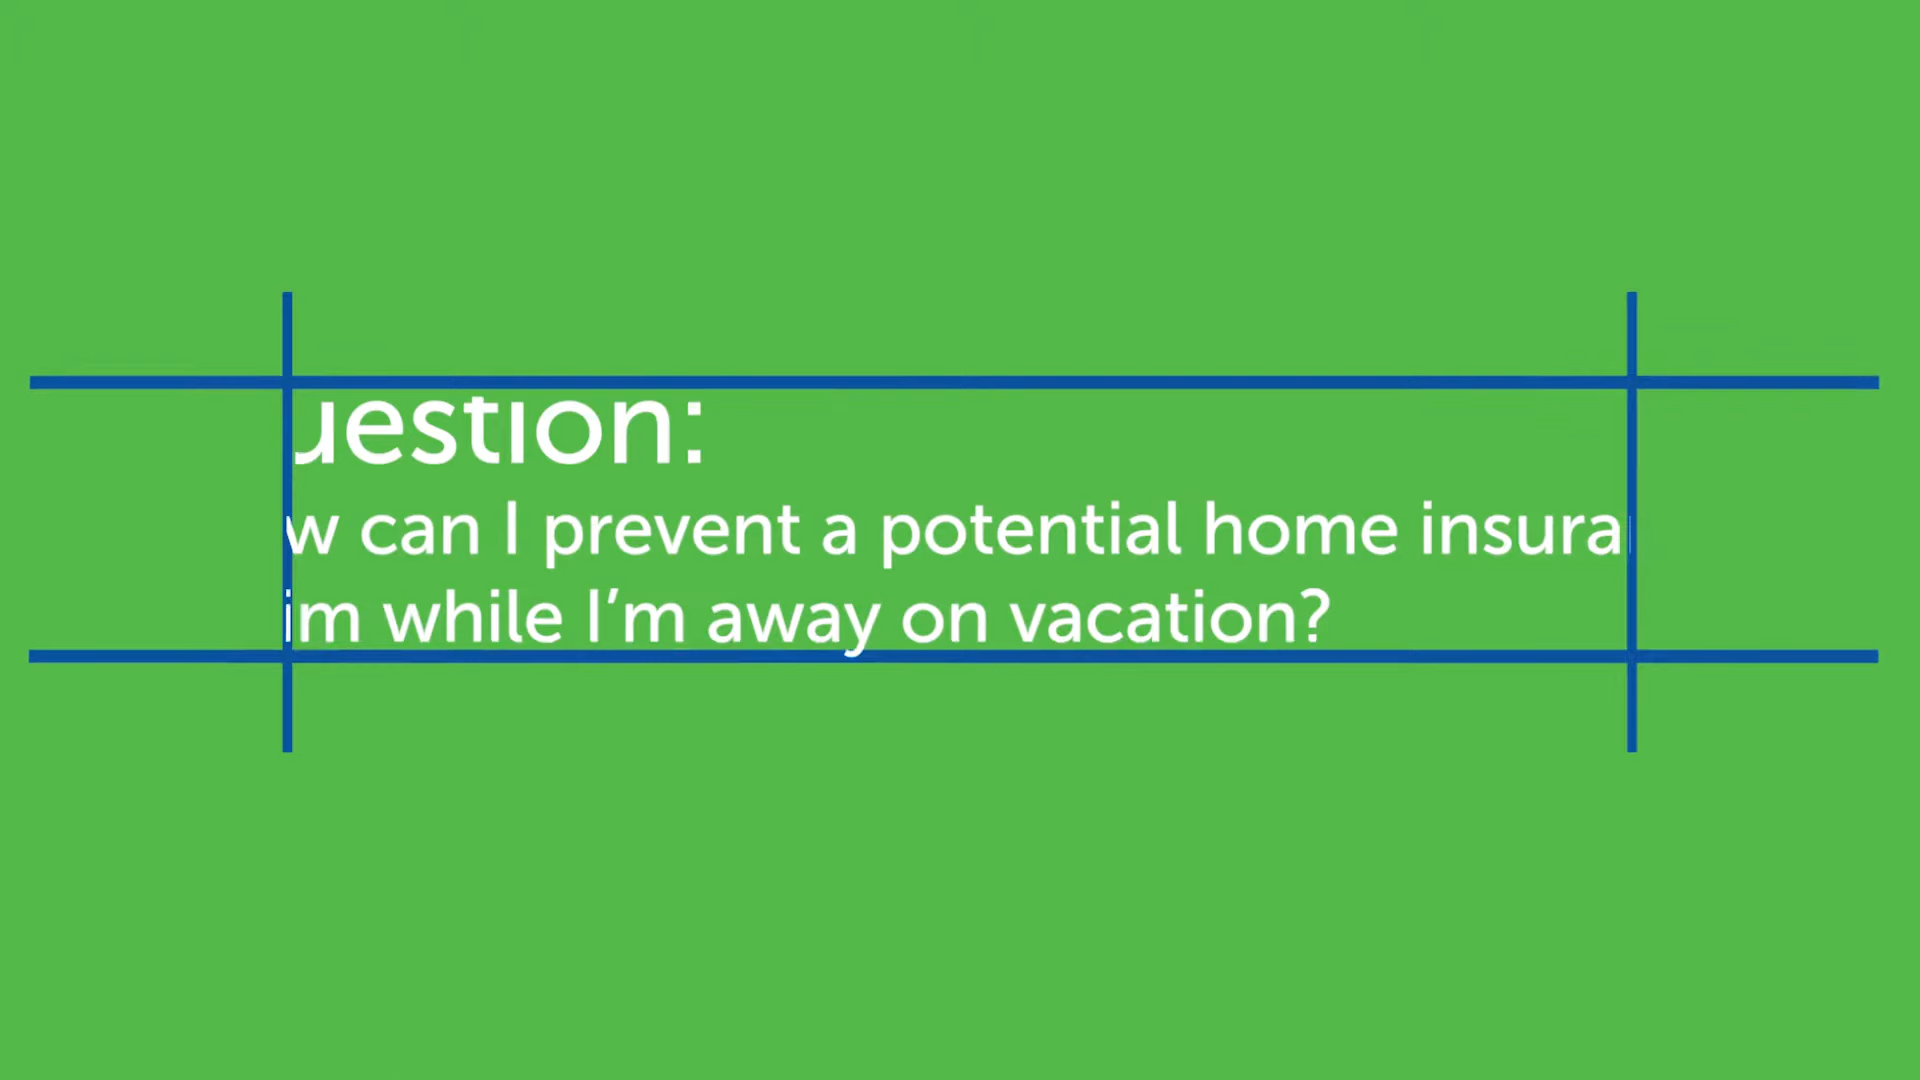 uestion:
w can I prevent a potential home insura
im while I'm away on vacation?